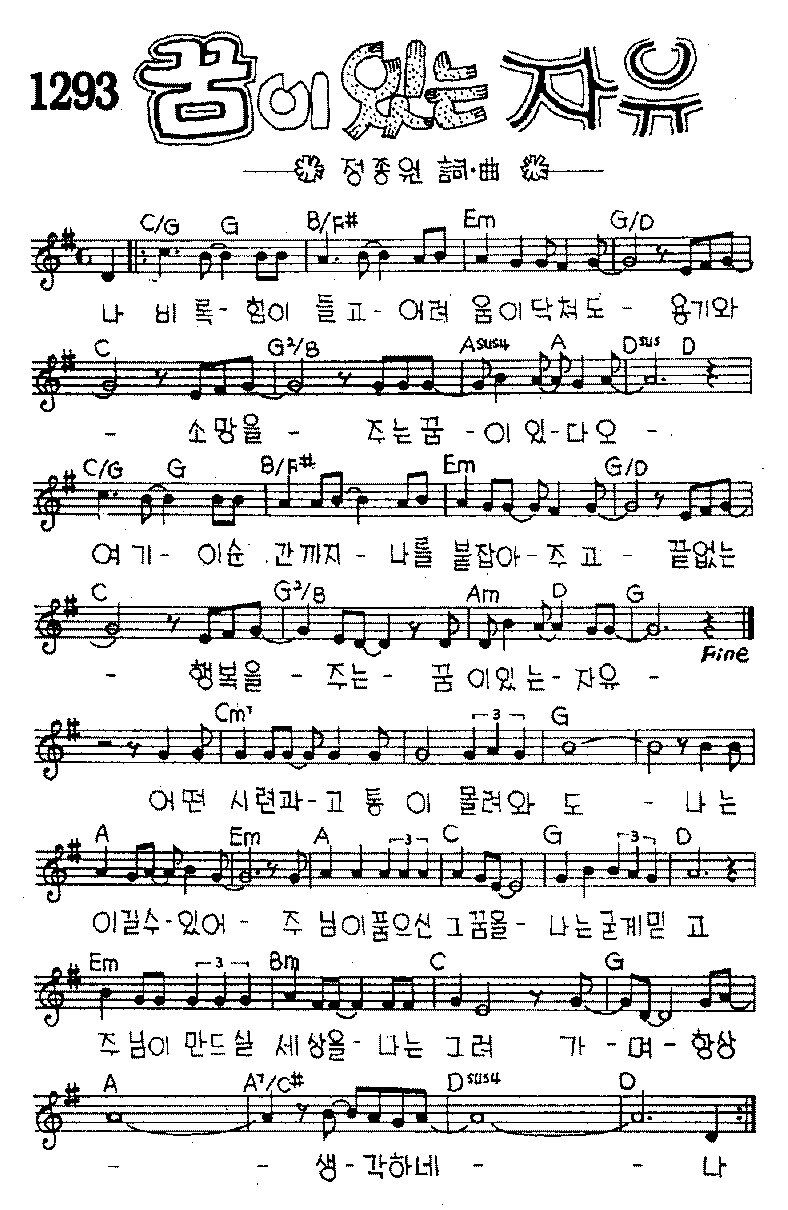 1293 꿈이 있는 자유
정종원 詞·曲
C/G G B/F# Em G/D
나 비 록 - 힘이 들 고 - 어려 움이닥쳐도 - 용기와
C G²/B Asus4 A Dsus D
- 소망을 - 주는꿈 - 이 있 - 다오 -
C/G G B/F# Em G/D
여 기 - 이순 간까지 - 나를 붙잡아 - 주 고 - 끝없는
C G²/B Am D G
- 행복을 - 주는 - 꿈 이있 는 - 자유 -
Fine
Cm⁷ 3 G
어떤 시련과 - 고 통 이 몰려와 도 - 나 는
A Em A 3 C G 3 D
이길수 - 있어 - 주 님이품으신 그꿈을 - 나는굳게믿 고
Em 3 Bm C G
주 님이 만드실 세상을 - 나는 그려 가 - 며 - 항상
A A⁷/C# Dsus4 D
- - 생 - 각하네 - - 나